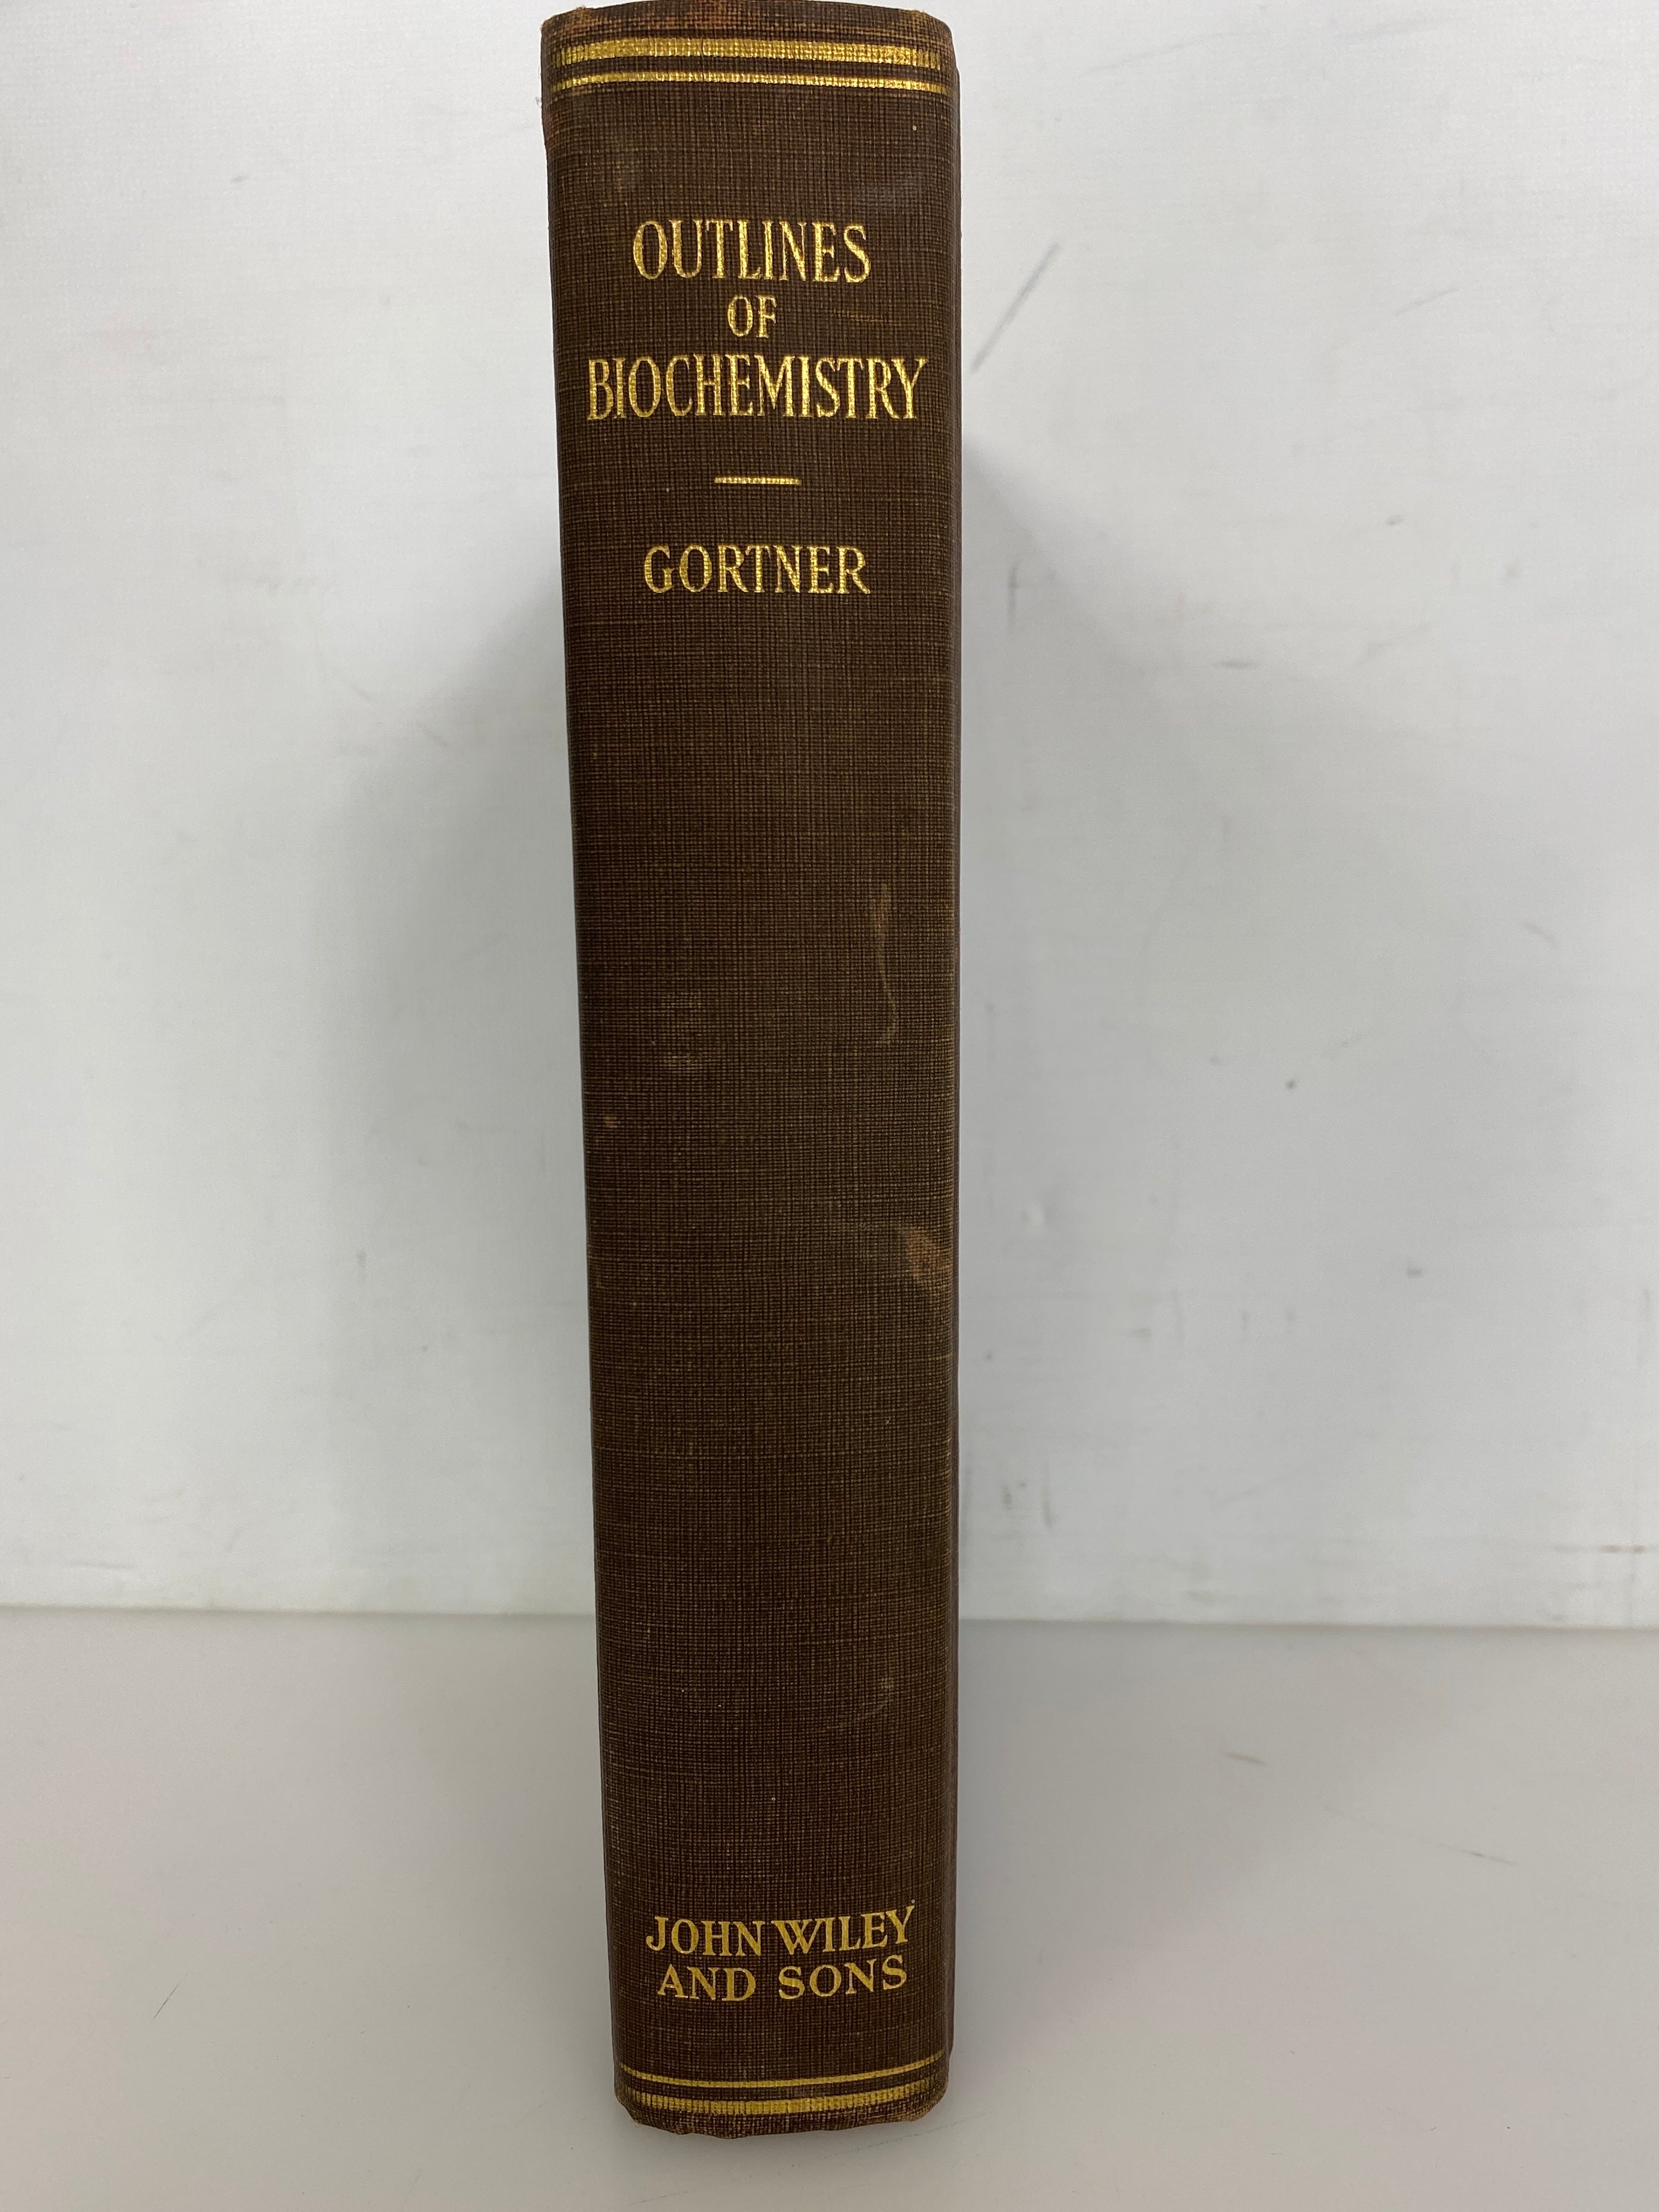 OUTLINES
OF
BIOCHEMISTRY
GORTNER
JOHN WILEY
AND SONS